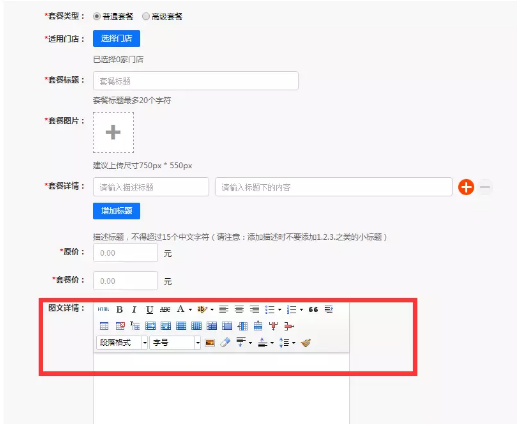 *套餐类型： 普通套餐 高级套餐
*适用门店： 选择门店
已选择0家门店
*套餐标题： 套餐标题
套餐标题最多20个字符
*套餐图片：
建议上传尺寸750px * 550px
*套餐详情： 请输入描述标题 请输入标题下的内容
增加标题
描述标题，不得超过15个中文字符（请注意：添加描述时不要添加1.2.3.之类的小标题）
*原价： 0.00 元
*套餐价： 0.00 元
图文详情： HTML B I U ABC A
段落格式 字号